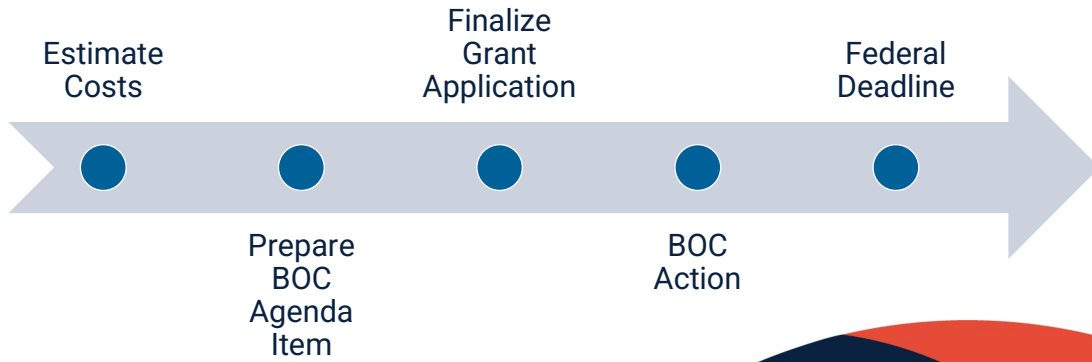 Estimate
Costs
Prepare
BOC
Agenda
Item
Finalize
Grant
Application
BOC
Action
Federal
Deadline